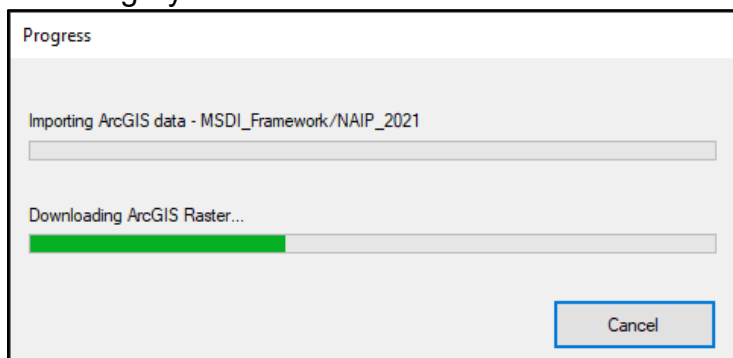 Progress
Importing ArcGIS data - MSDI_Framework/NAIP_2021
Downloading ArcGIS Raster...
Cancel